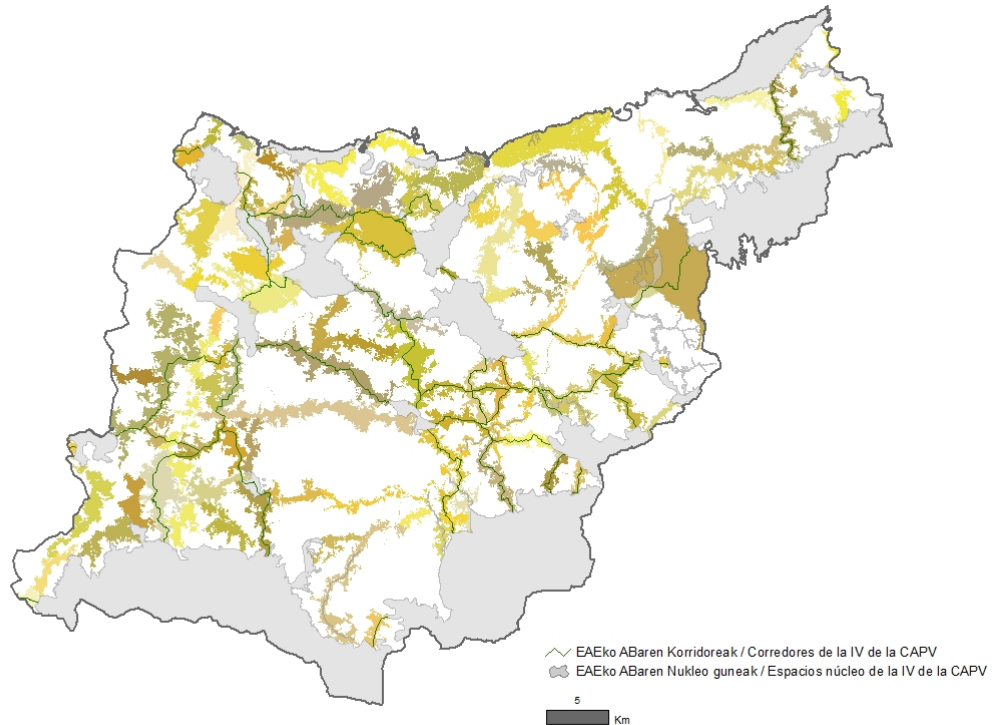 EAEko ABaren Korridoreak / Corredores de la IV de la CAPV
EAEko ABaren Nukleo guneak / Espacios núcleo de la IV de la CAPV
5
Km